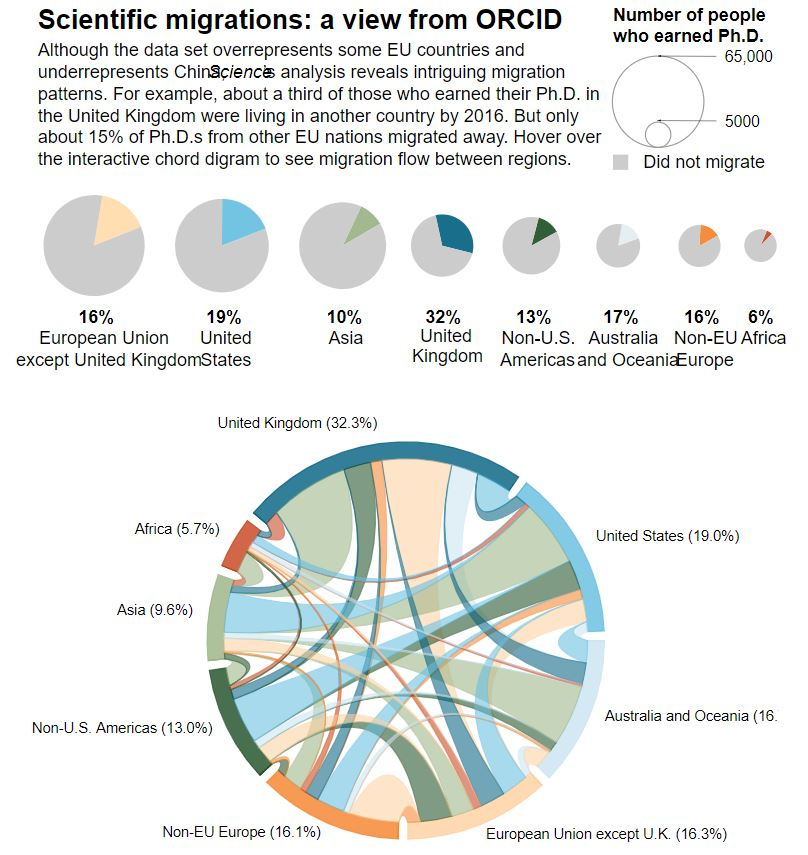 Scientific migrations: a view from ORCID
Although the data set overrepresents some EU countries and
underrepresents China, Science's analysis reveals intriguing migration
patterns. For example, about a third of those who earned their Ph.D. in
the United Kingdom were living in another country by 2016. But only
about 15% of Ph.D.s from other EU nations migrated away. Hover over
the interactive chord digram to see migration flow between regions.
Number of people
who earned Ph.D.
65,000
5000
Did not migrate
16%
European Union
except United Kingdom
19%
United
States
10%
Asia
32%
United
Kingdom
13%
Non-U.S.
Americas
17%
Australia
and Oceania
16%
Non-EU
Europe
6%
Africa
United Kingdom (32.3%)
Africa (5.7%)
United States (19.0%)
Asia (9.6%)
Non-U.S. Americas (13.0%)
Australia and Oceania (16.
Non-EU Europe (16.1%)
European Union except U.K. (16.3%)